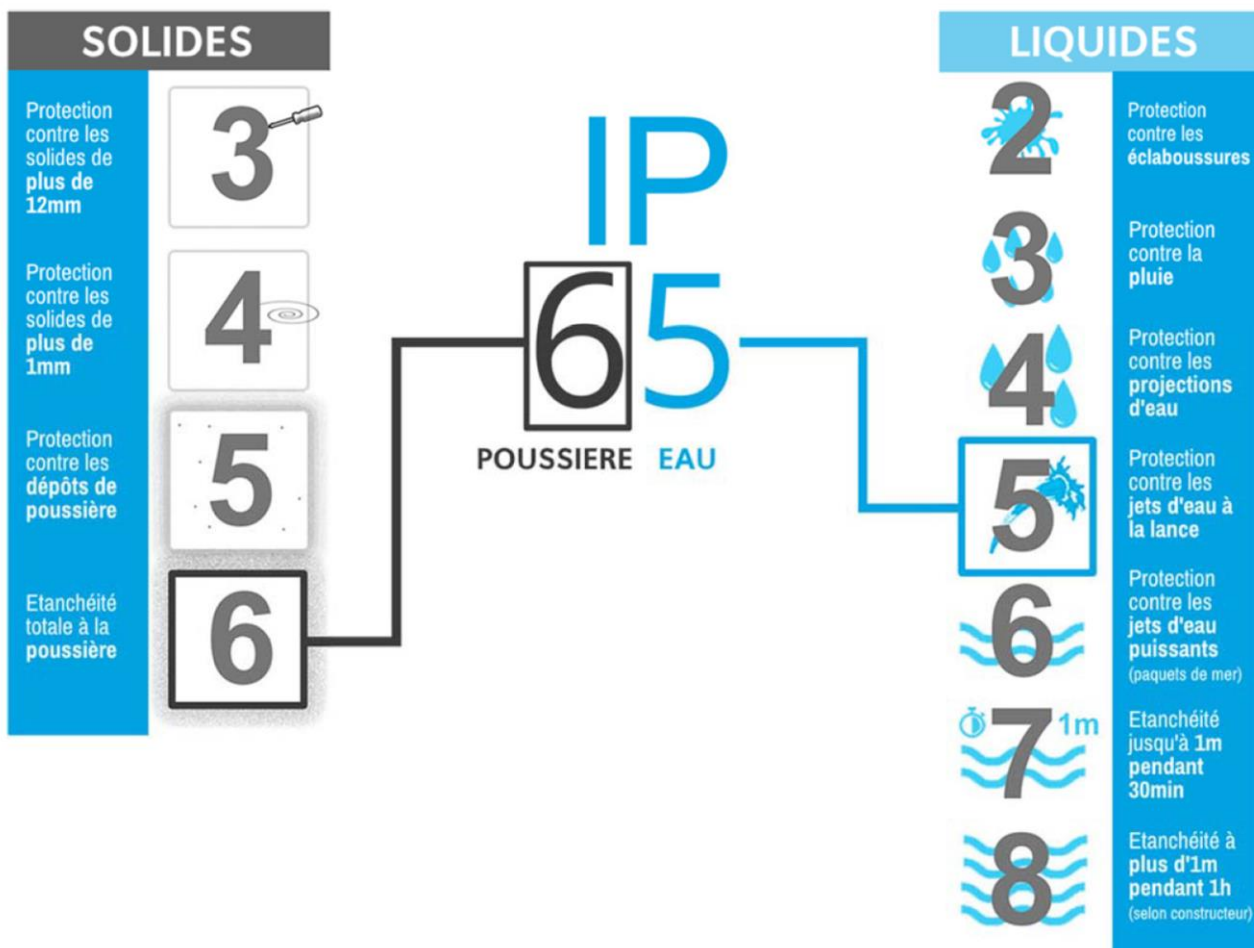 SOLIDES
Protection
contre les
solides de
plus de
12mm
3
Protection
contre les
solides de
plus de
1mm
4
Protection
contre les
dépôts de
poussière
5
Etanchéité
totale à la
poussière
6
IP
65
POUSSIERE EAU
LIQUIDES
2
Protection
contre les
éclaboussures
3
Protection
contre la
pluie
4
Protection
contre les
projections
d'eau
5
Protection
contre les
jets d'eau à
la lance
6
Protection
contre les
jets d'eau
puissants
(paquets de mer)
7 1m
Etanchéité
jusqu'à 1m
pendant
30min
8
Etanchéité à
plus d'1m
pendant 1h
(selon constructeur)